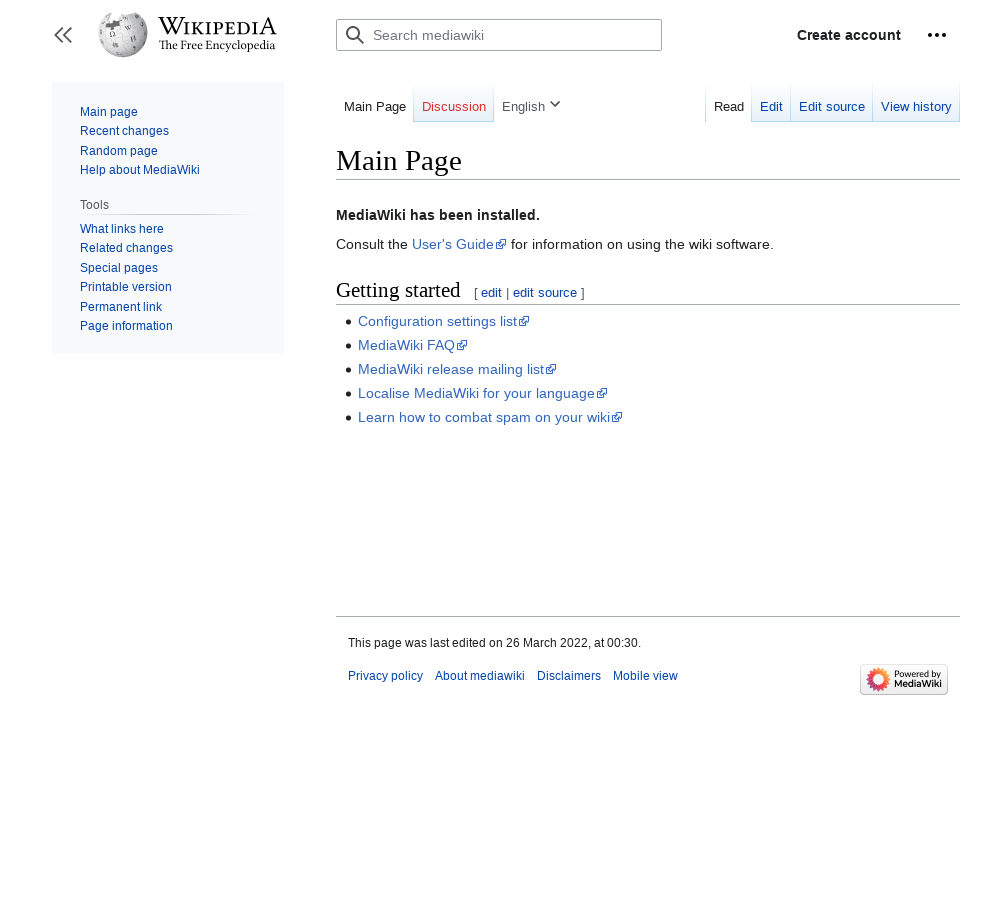 WIKIPEDIA
The Free Encyclopedia
Search mediawiki
Create account
Main page
Recent changes
Random page
Help about MediaWiki
Tools
What links here
Related changes
Special pages
Printable version
Permanent link
Page information
Main Page Discussion English Read Edit Edit source View history
Main Page
MediaWiki has been installed.
Consult the User's Guide for information on using the wiki software.
Getting started [ edit | edit source ]
Configuration settings list
MediaWiki FAQ
MediaWiki release mailing list
Localise MediaWiki for your language
Learn how to combat spam on your wiki
This page was last edited on 26 March 2022, at 00:30.
Privacy policy About mediawiki Disclaimers Mobile view
Powered by
MediaWiki